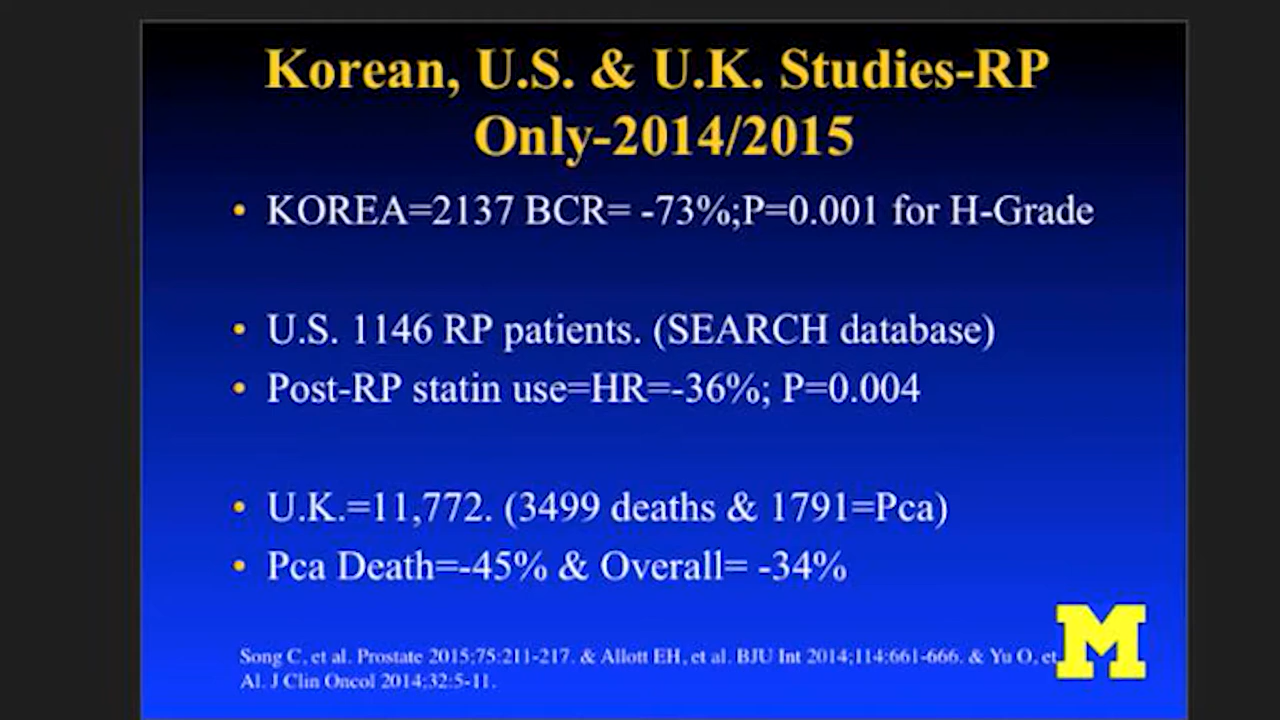 Korean, U.S. & U.K. Studies-RP
Only-2014/2015
• KOREA=2137 BCR= -73%;P=0.001 for H-Grade
• U.S. 1146 RP patients. (SEARCH database)
• Post-RP statin use=HR=-36%; P=0.004
• U.K.=11,772. (3499 deaths & 1791=Pca)
• Pca Death=-45% & Overall= -34%
Song C, et al. Prostate 2015;75:211-217. & Allott EH, et al. BJU Int 2014;114:661-666. & Yu O, et
Al. J Clin Oncol 2014;32:5-11.
M